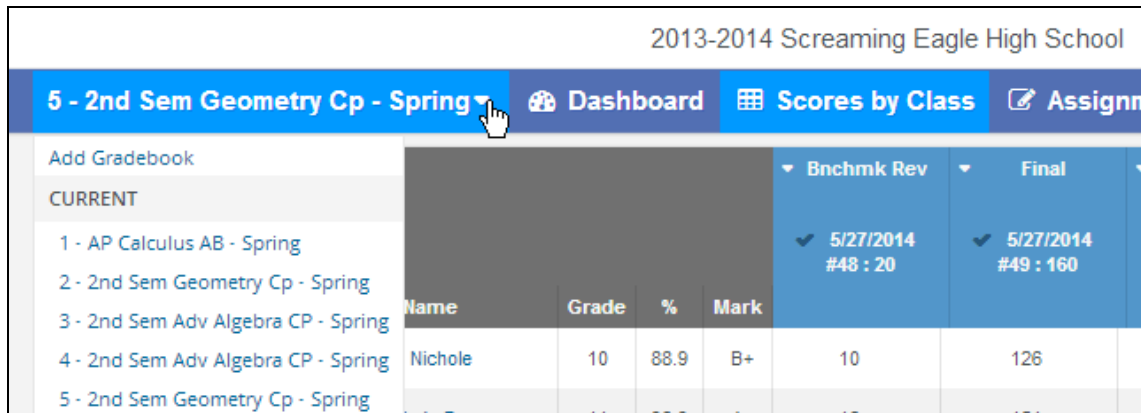 2013-2014 Screaming Eagle High School
5 - 2nd Sem Geometry Cp - Spring Dashboard Scores by Class
Add Gradebook
CURRENT
1 - AP Calculus AB - Spring
2 - 2nd Sem Geometry Cp - Spring
3 - 2nd Sem Adv Algebra CP - Spring
4 - 2nd Sem Adv Algebra CP - Spring
5 - 2nd Sem Geometry Cp - Spring
Bnchmk Rev Final
5/27/2014 5/27/2014
#48 : 20 #49 : 160
Name Grade % Mark
Nichole 10 88.9 B+ 10 126